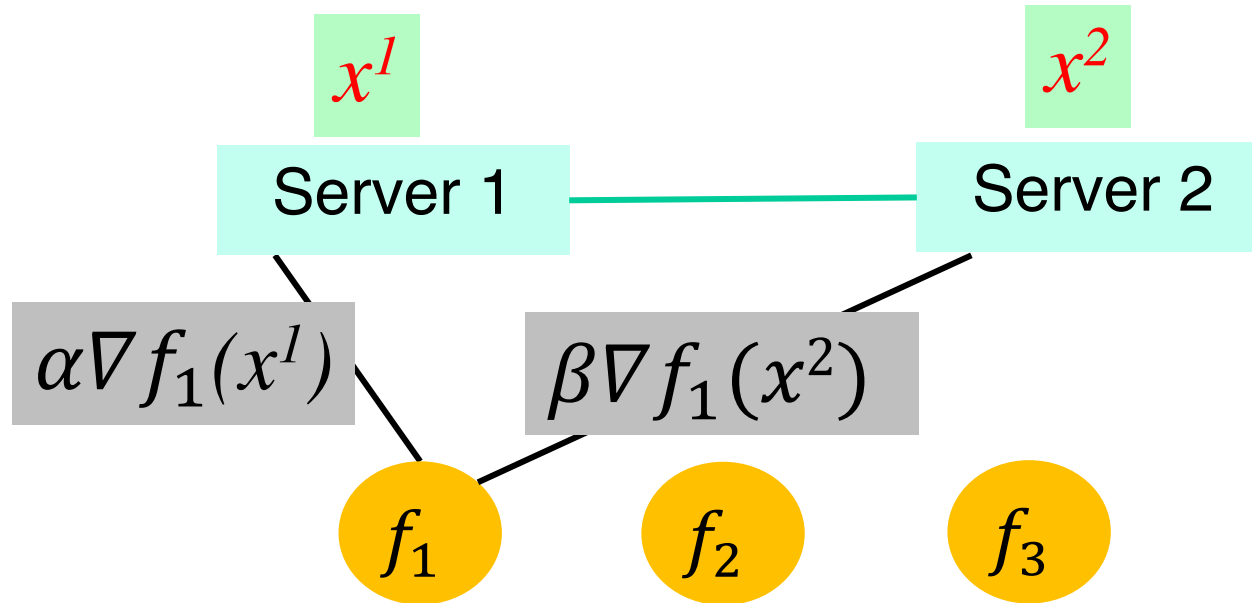 x¹
x²
Server 1
Server 2
α∇f₁(x¹)
β∇f₁(x²)
f₁
f₂
f₃